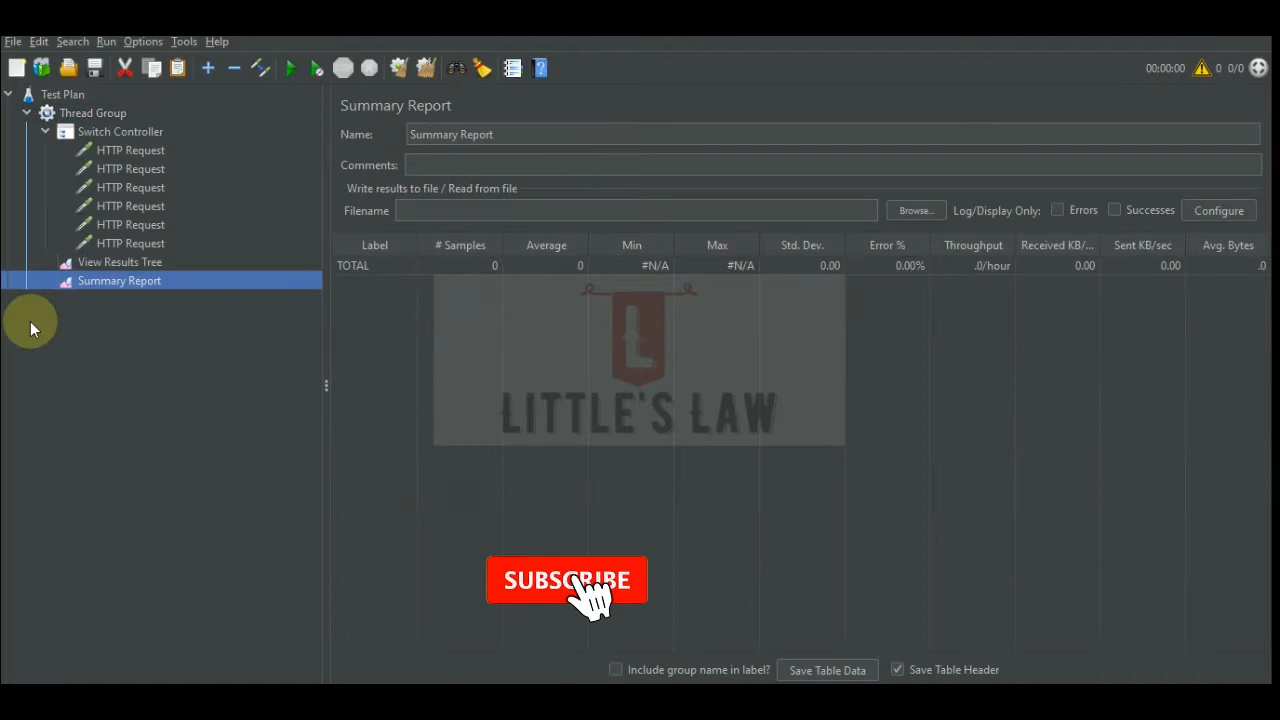 File Edit Search Run Options Tools Help
00:00:00 0 0/0
Test Plan
Thread Group
Switch Controller
HTTP Request
HTTP Request
HTTP Request
HTTP Request
HTTP Request
HTTP Request
View Results Tree
Summary Report
Summary Report
Name: Summary Report
Comments:
Write results to file / Read from file
Filename Browse... Log/Display Only: Errors Successes Configure
Label # Samples Average Min Max Std. Dev. Error % Throughput Received KB/... Sent KB/sec Avg. Bytes
TOTAL 0 0 #N/A #N/A 0.00 0.00% .0/hour 0.00 0.00 .0
L
LITTLE'S LAW
SUBSCRIBE
Include group name in label? Save Table Data Save Table Header